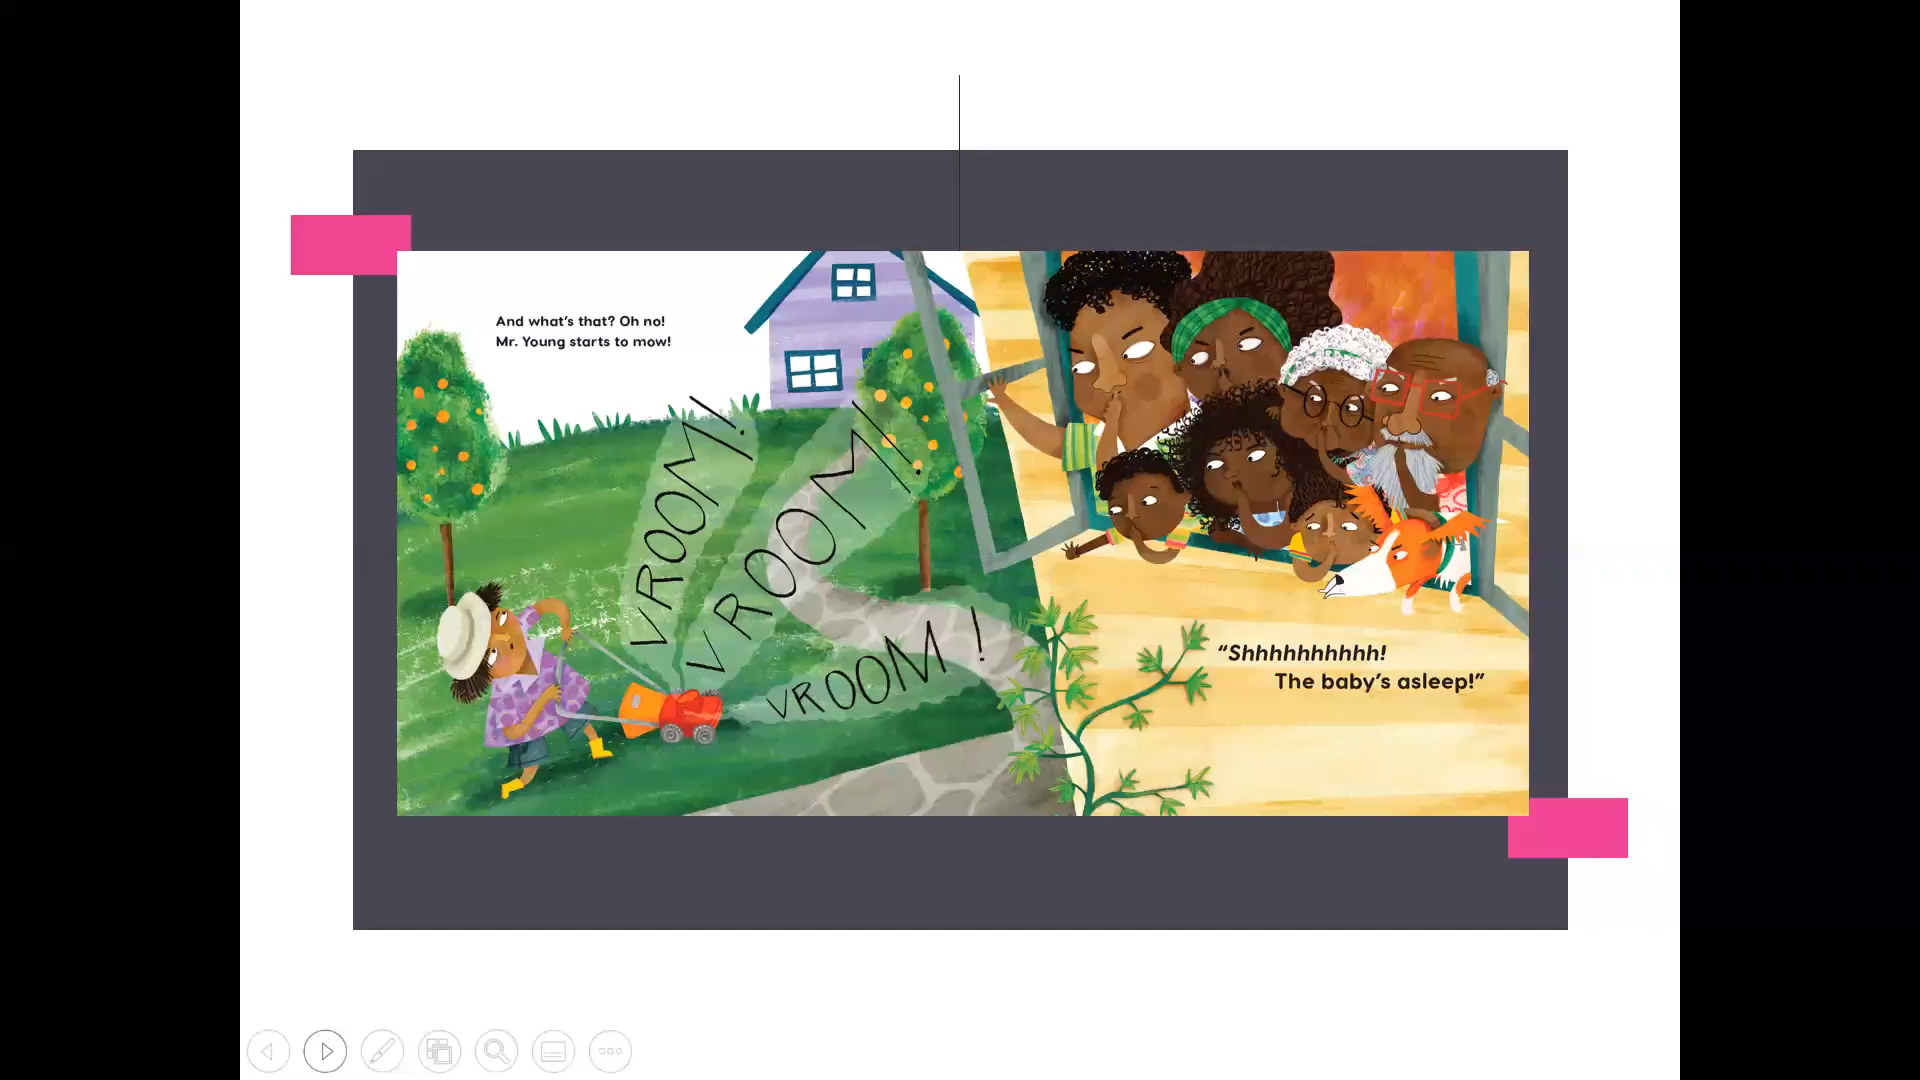 And what's that? Oh no!
Mr. Young starts to mow!
VROOM!
VROOM!
VROOM!
“Shhhhhhhhhh!
The baby's asleep!”